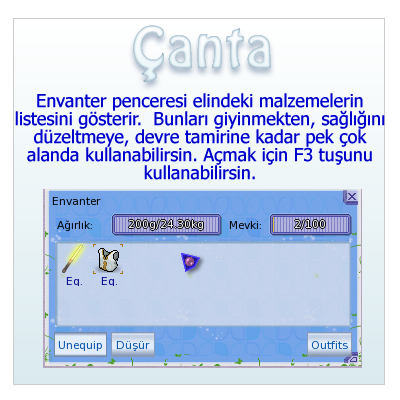 Çanta
Envanter penceresi elindeki malzemelerin
listesini gösterir. Bunları giyinmekten, sağlığını
düzeltmeye, devre tamirine kadar pek çok
alanda kullanabilirsin. Açmak için F3 tuşunu
kullanabilirsin.
Envanter
Ağırlık: 200g/24.30kg Mevki: 2/100
Eq. Eq.
Unequip Düşür Outfits